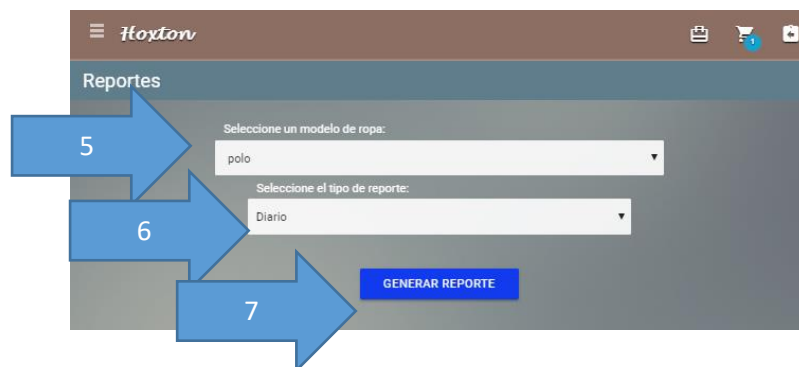 Hoxton
1
Reportes
5
Seleccione un modelo de ropa:
polo
Seleccione el tipo de reporte:
6
Diario
GENERAR REPORTE
7